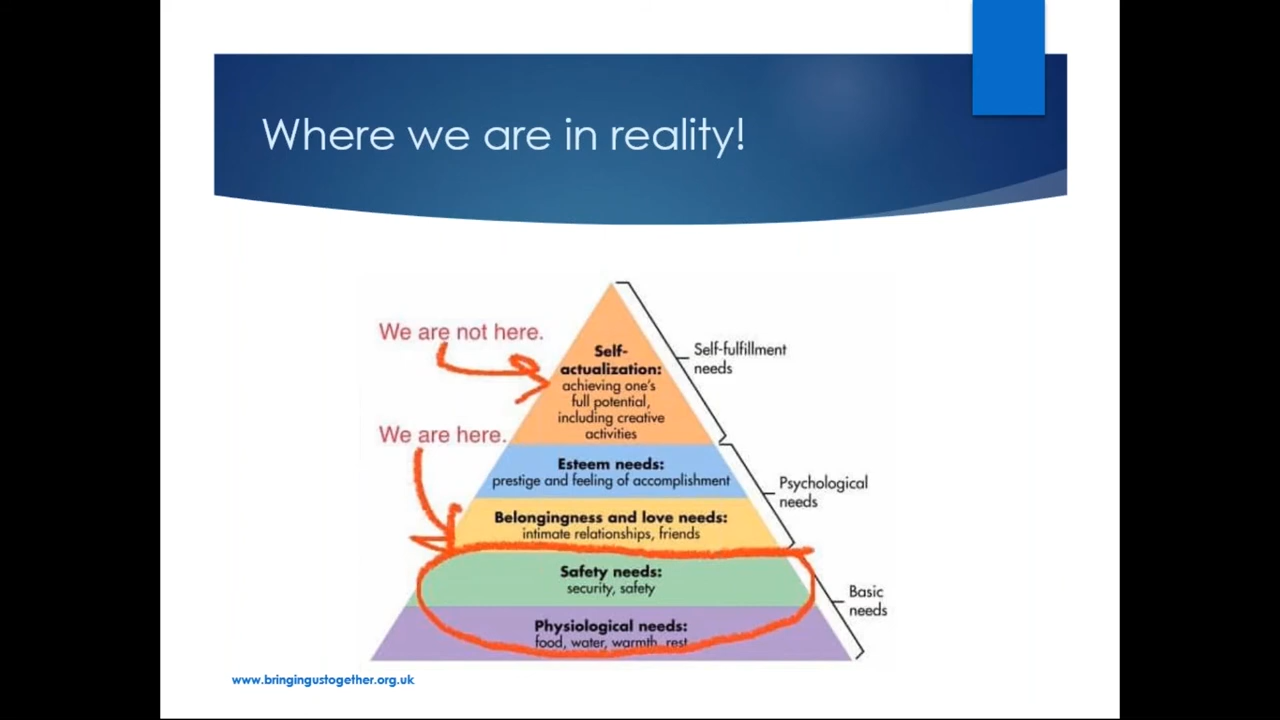 Where we are in reality!
We are not here.
Self-
actualization:
achieving one's
full potential,
including creative
activities
Self-fulfillment
needs
We are here.
Esteem needs:
prestige and feeling of accomplishment
Psychological
needs
Belongingness and love needs:
intimate relationships, friends
Safety needs:
security, safety
Basic
needs
Physiological needs:
food, water, warmth, rest
www.bringingustogether.org.uk